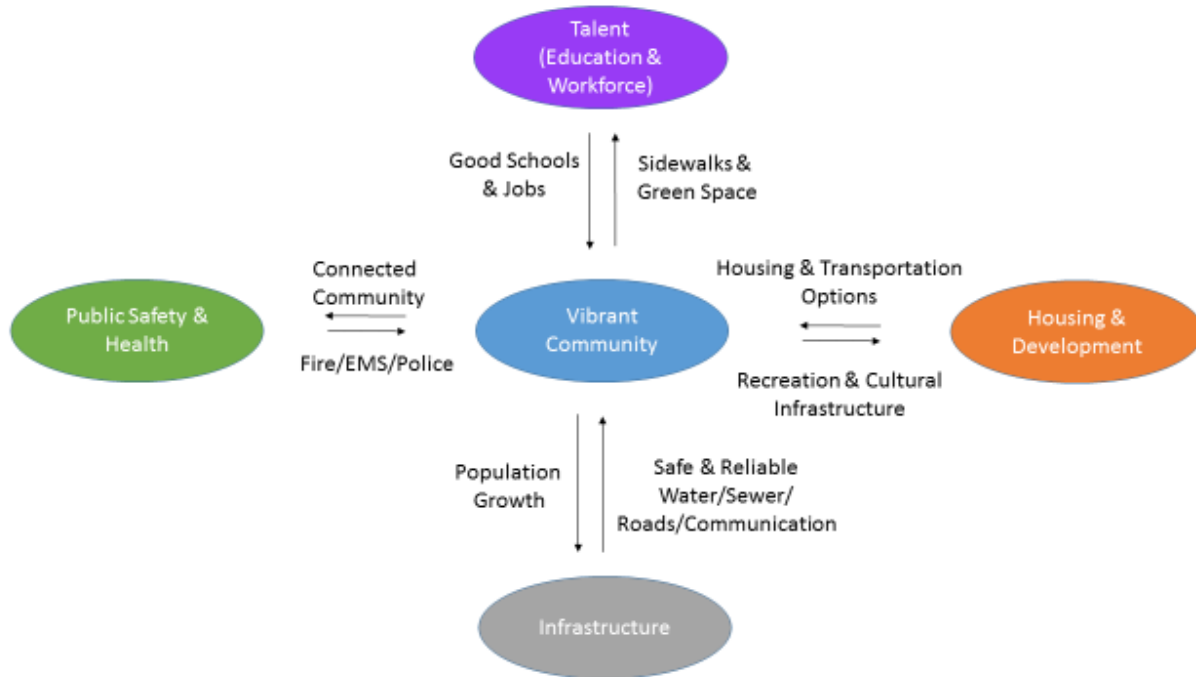 Talent
(Education &
Workforce)
Good Schools
& Jobs
Sidewalks &
Green Space
Connected
Community
Housing & Transportation
Options
Public Safety &
Health
Vibrant
Community
Housing &
Development
Fire/EMS/Police
Recreation & Cultural
Infrastructure
Population
Growth
Safe & Reliable
Water/Sewer/
Roads/Communication
Infrastructure